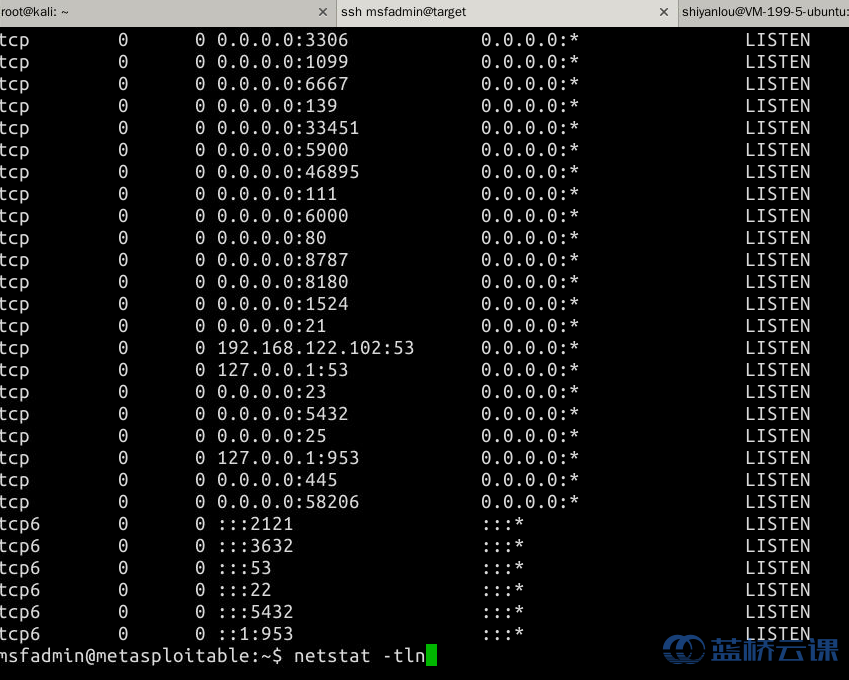 root@kali: ~ × ssh msfadmin@target × shiyanlou@VM-199-5-ubuntu:
tcp 0 0 0.0.0.0:3306 0.0.0.0:* LISTEN
tcp 0 0 0.0.0.0:1099 0.0.0.0:* LISTEN
tcp 0 0 0.0.0.0:6667 0.0.0.0:* LISTEN
tcp 0 0 0.0.0.0:139 0.0.0.0:* LISTEN
tcp 0 0 0.0.0.0:33451 0.0.0.0:* LISTEN
tcp 0 0 0.0.0.0:5900 0.0.0.0:* LISTEN
tcp 0 0 0.0.0.0:46895 0.0.0.0:* LISTEN
tcp 0 0 0.0.0.0:111 0.0.0.0:* LISTEN
tcp 0 0 0.0.0.0:6000 0.0.0.0:* LISTEN
tcp 0 0 0.0.0.0:80 0.0.0.0:* LISTEN
tcp 0 0 0.0.0.0:8787 0.0.0.0:* LISTEN
tcp 0 0 0.0.0.0:8180 0.0.0.0:* LISTEN
tcp 0 0 0.0.0.0:1524 0.0.0.0:* LISTEN
tcp 0 0 0.0.0.0:21 0.0.0.0:* LISTEN
tcp 0 0 192.168.122.102:53 0.0.0.0:* LISTEN
tcp 0 0 127.0.0.1:53 0.0.0.0:* LISTEN
tcp 0 0 0.0.0.0:23 0.0.0.0:* LISTEN
tcp 0 0 0.0.0.0:5432 0.0.0.0:* LISTEN
tcp 0 0 0.0.0.0:25 0.0.0.0:* LISTEN
tcp 0 0 127.0.0.1:953 0.0.0.0:* LISTEN
tcp 0 0 0.0.0.0:445 0.0.0.0:* LISTEN
tcp 0 0 0.0.0.0:58206 0.0.0.0:* LISTEN
tcp6 0 0 :::2121 :::* LISTEN
tcp6 0 0 :::3632 :::* LISTEN
tcp6 0 0 :::53 :::* LISTEN
tcp6 0 0 :::22 :::* LISTEN
tcp6 0 0 :::5432 :::* LISTEN
tcp6 0 0 ::1:953 :::* LISTEN
msfadmin@metasploitable:~$ netstat -tln
蓝桥云课